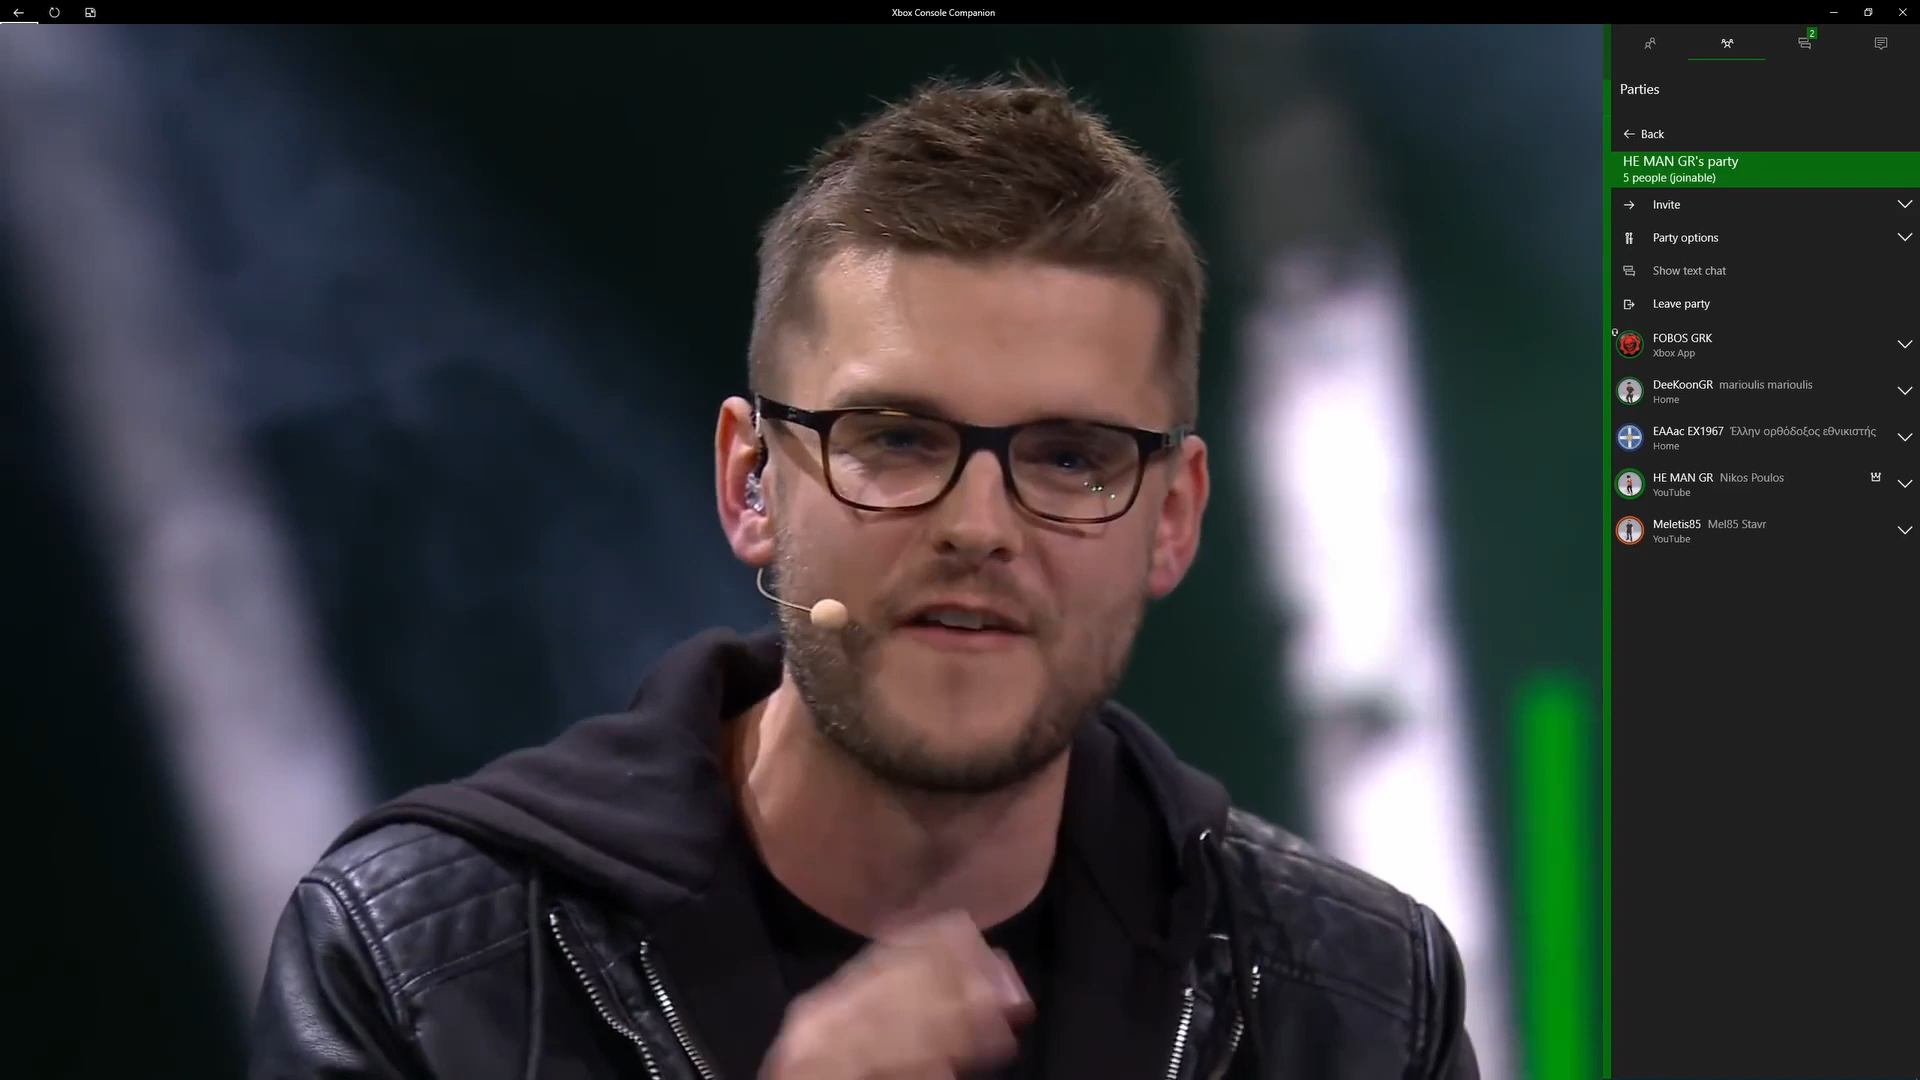 Xbox Console Companion
2
Parties
Back
HE MAN GR's party
5 people (joinable)
Invite
Party options
Show text chat
Leave party
FOBOS GRK
Xbox App
DeeKoonGR marioulis marioulis
Home
EAAac EX1967 Έλλην ορθόδοξος εθνικιστής
Home
HE MAN GR Nikos Poulos
YouTube
Meletis85 Mel85 Stavr
YouTube